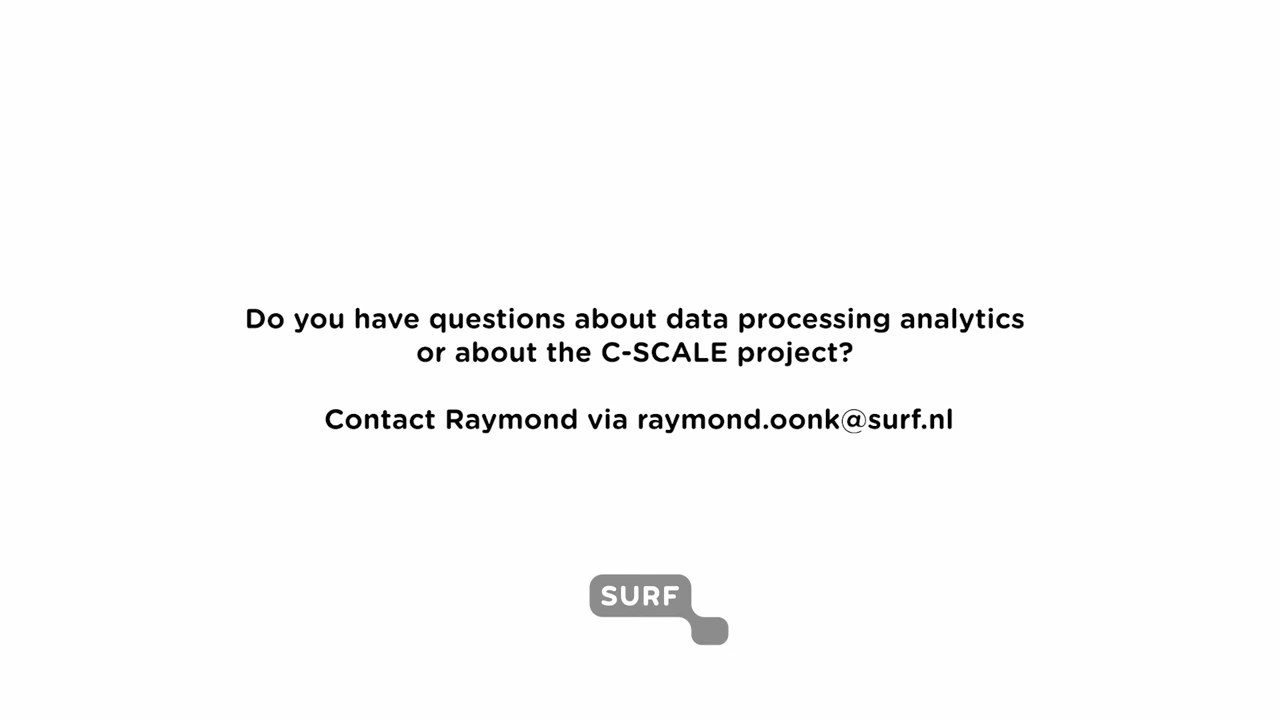 Do you have questions about data processing analytics
or about the C-SCALE project?
Contact Raymond via raymond.oonk@surf.nl
SURF